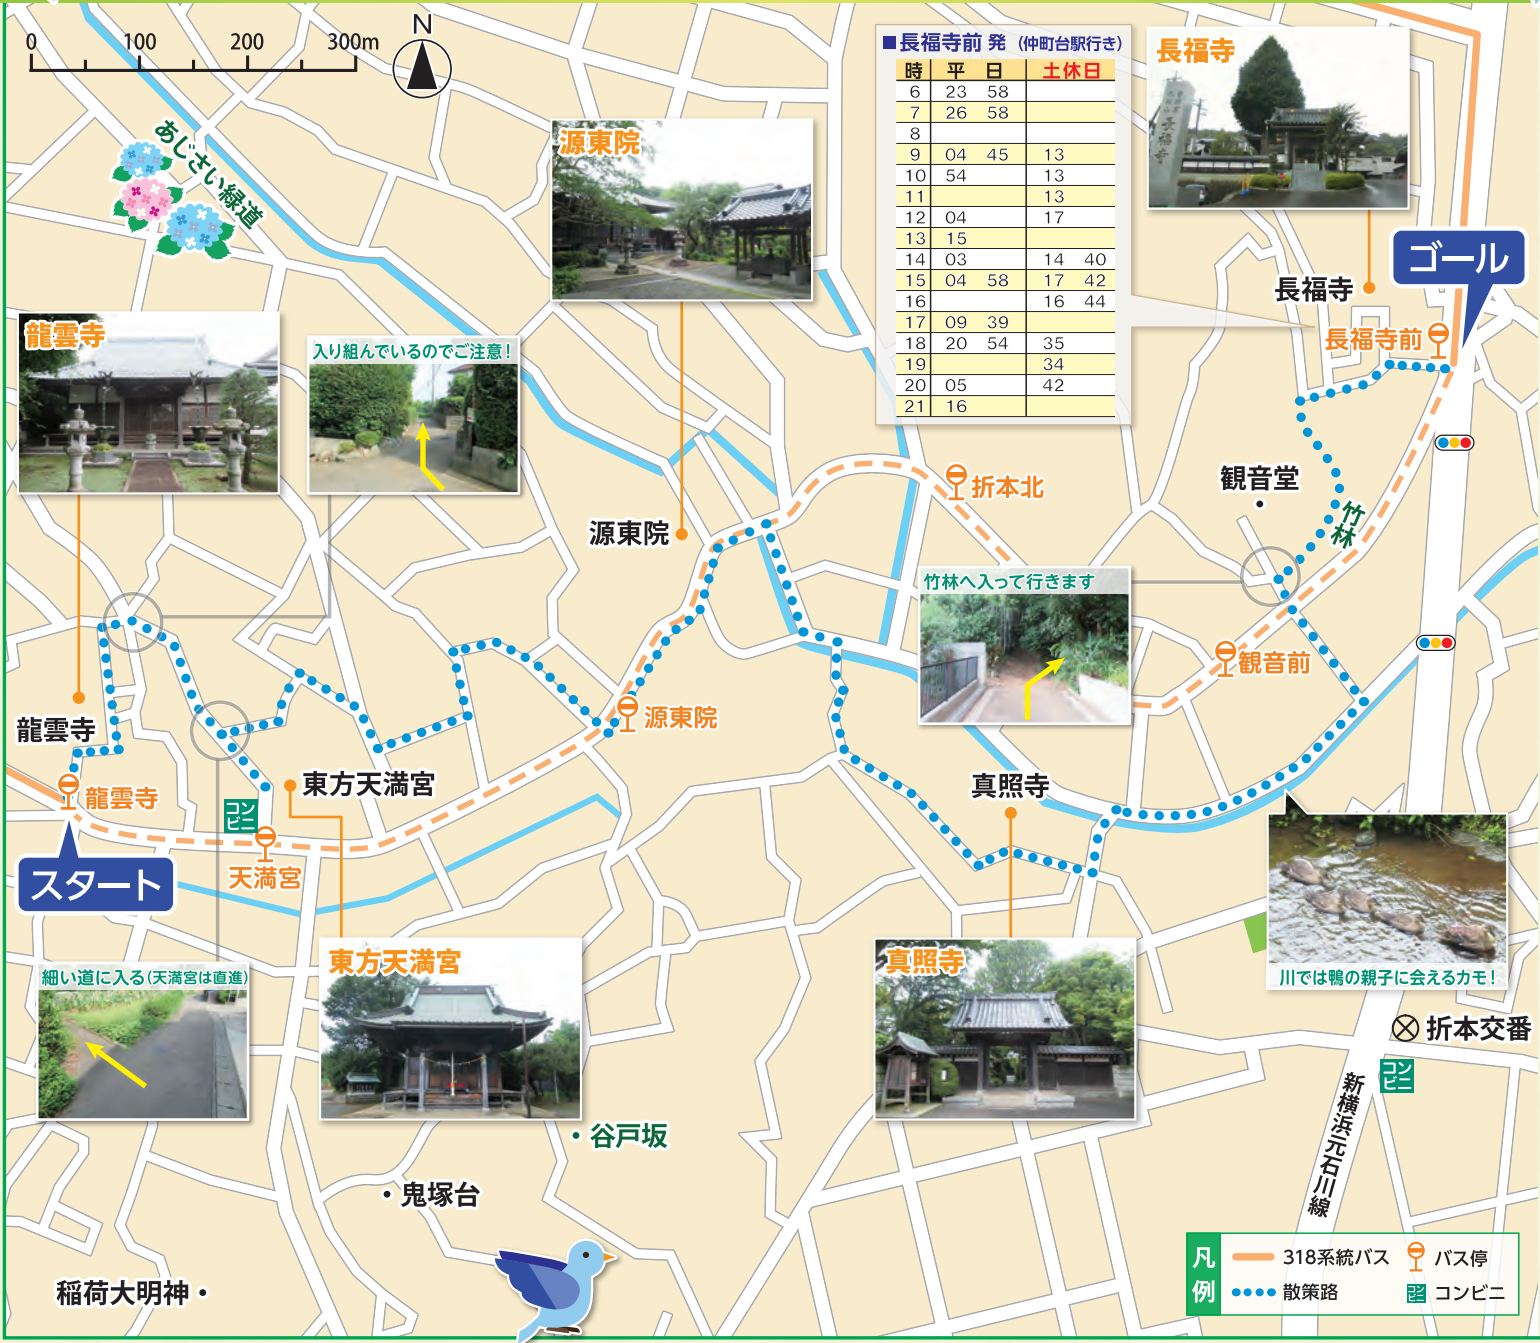 0 100 200 300m
N
あじさい緑道
源東院
■長福寺前 発 (仲町台駅行き)
時 平 日 土休日
6 23 58
7 26 58
8
9 04 45 13
10 54 13
11 13
12 04 17
13 15
14 03 14 40
15 04 58 17 42
16 16 44
17 09 39
18 20 54 35
19 34
20 05 42
21 16
長福寺
長福寺
ゴール
長福寺前
龍雲寺
入り組んでいるのでご注意!
折本北
観音堂
竹林
源東院
竹林へ入って行きます
観音前
源東院
龍雲寺
龍雲寺
東方天満宮
コンビニ
天満宮
スタート
真照寺
細い道に入る(天満宮は直進)
東方天満宮
真照寺
川では鴨の親子に会えるカモ!
折本交番
コンビニ
新横浜元石川線
・谷戸坂
・鬼塚台
稲荷大明神・
凡例
318系統バス
バス停
散策路
コンビニ
コンビニ